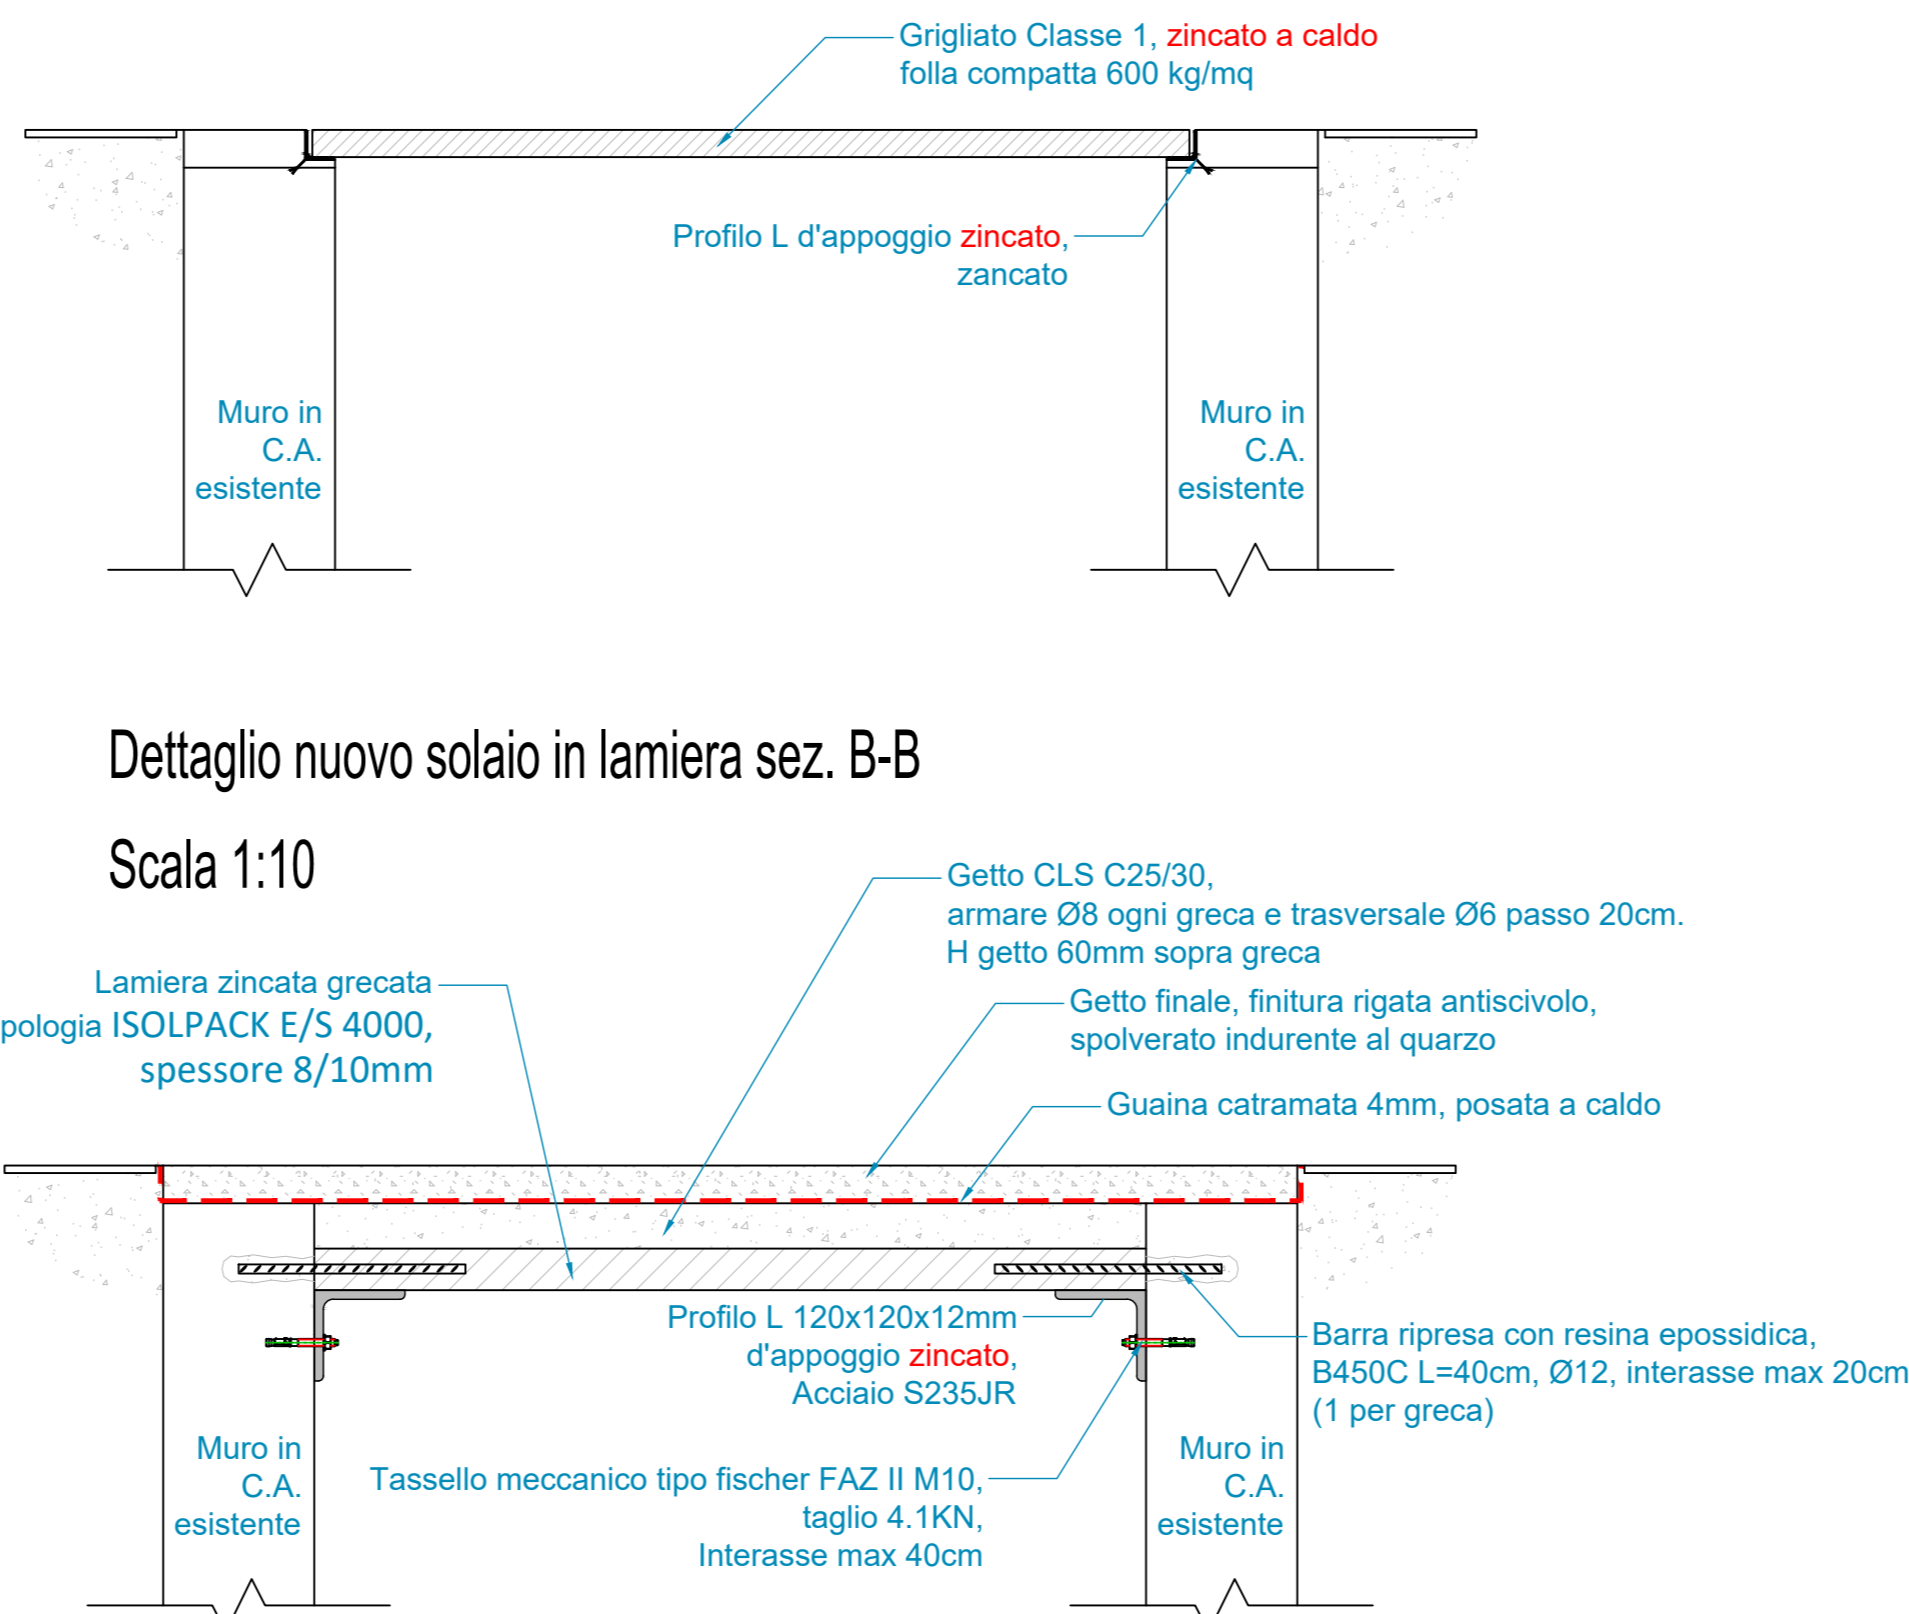 Grigliato Classe 1, zincato a caldo
folla compatta 600 kg/mq
Profilo L d'appoggio zincato,
zancato
Muro in
C.A.
esistente
Muro in
C.A.
esistente
Dettaglio nuovo solaio in lamiera sez. B-B
Scala 1:10
Getto CLS C25/30,
armare Ø8 ogni greca e trasversale Ø6 passo 20cm.
H getto 60mm sopra greca
Lamiera zincata grecata
pologia ISOLPACK E/S 4000,
spessore 8/10mm
Getto finale, finitura rigata antiscivolo,
spolverato indurente al quarzo
Guaina catramata 4mm, posata a caldo
Profilo L 120x120x12mm
d'appoggio zincato,
Acciaio S235JR
Barra ripresa con resina epossidica,
B450C L=40cm, Ø12, interasse max 20cm
(1 per greca)
Muro in
C.A.
esistente
Tassello meccanico tipo fischer FAZ II M10,
taglio 4.1KN,
Interasse max 40cm
Muro in
C.A.
esistente